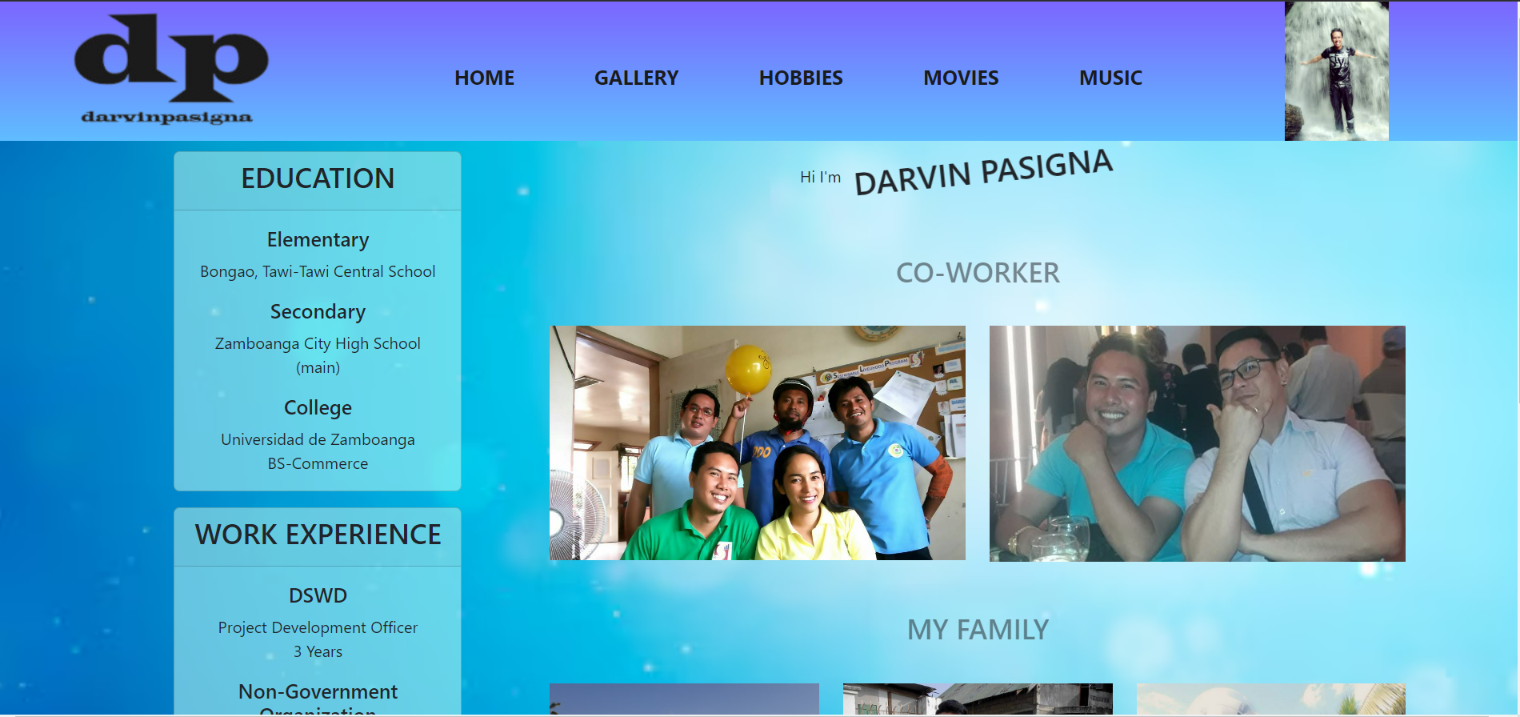 dp
darvinpasigna
HOME
GALLERY
HOBBIES
MOVIES
MUSIC
EDUCATION
Elementary
Bongao, Tawi-Tawi Central School
Secondary
Zamboanga City High School
(main)
College
Universidad de Zamboanga
BS-Commerce
WORK EXPERIENCE
DSWD
Project Development Officer
3 Years
Non-Government
Organization
Hi I'm DARVIN PASIGNA
CO-WORKER
MY FAMILY